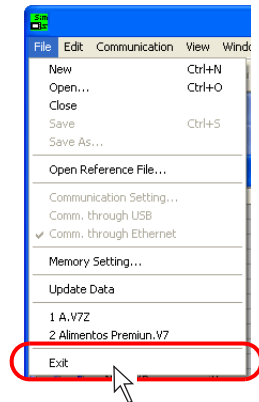 File Edit Communication View Windo
New Ctrl+N
Open... Ctrl+O
Close
Save Ctrl+S
Save As...
Open Reference File...
Communication Setting...
Comm. through USB
Comm. through Ethernet
Memory Setting...
Update Data
1 A.V7Z
2 Alimentos Premiun.V7
Exit